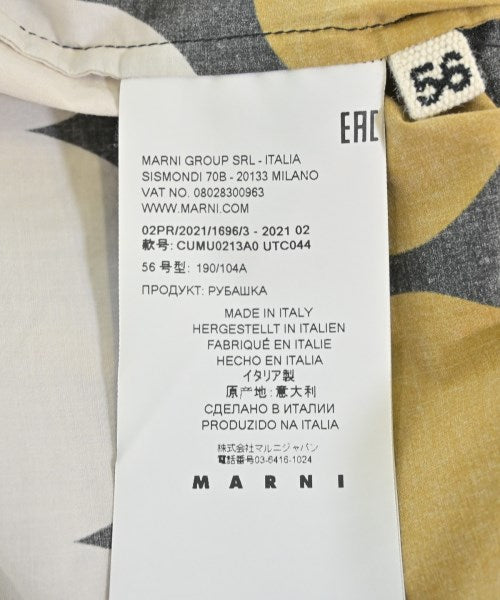 56
EAC
MARNI GROUP SRL - ITALIA
SISMONDI 70B - 20133 MILANO
VAT NO. 08028300963
WWW.MARNI.COM
02PR/2021/1696/3 - 2021 02
款号: CUMU0213A0 UTC044
56 号型: 190/104A
ПРОДУКТ: РУБАШКА
MADE IN ITALY
HERGESTELLT IN ITALIEN
FABRIQUÉ EN ITALIE
HECHO EN ITALIA
イタリア製
原产地: 意大利
СДЕЛАНО В ИТАЛИИ
PRODUZIDO NA ITALIA
株式会社マルニジャパン
電話番号03-6416-1024
MARNI